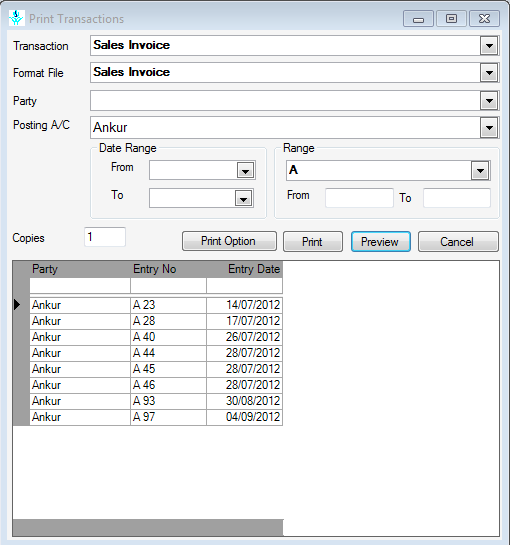 Print Transactions
Transaction Sales Invoice
Format File Sales Invoice
Party
Posting A/C Ankur
Date Range Range
From A
To From To
Copies 1 Print Option Print Preview Cancel
Party Entry No Entry Date
Ankur A 23 14/07/2012
Ankur A 28 17/07/2012
Ankur A 40 26/07/2012
Ankur A 44 28/07/2012
Ankur A 45 28/07/2012
Ankur A 46 28/07/2012
Ankur A 93 30/08/2012
Ankur A 97 04/09/2012